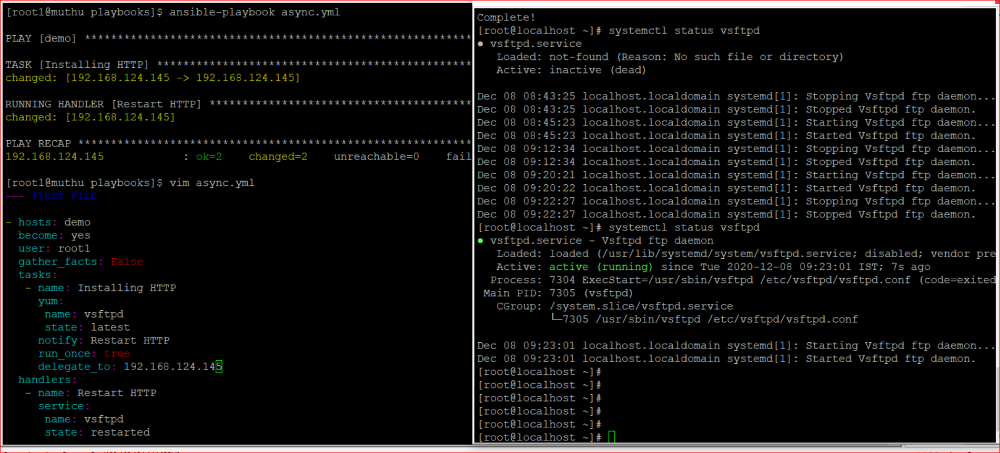 [root1@muthu playbooks]$ ansible-playbook async.yml
PLAY [demo] ***********************************************************
TASK [Installing HTTP] ************************************************
changed: [192.168.124.145 -> 192.168.124.145]
RUNNING HANDLER [Restart HTTP] ****************************************
changed: [192.168.124.145]
PLAY RECAP ************************************************************
192.168.124.145            : ok=2    changed=2    unreachable=0    fail
[root1@muthu playbooks]$ vim async.yml
--- #TEST FILE
- hosts: demo
  become: yes
  user: root1
  gather_facts: False
  tasks:
   - name: Installing HTTP
     yum:
      name: vsftpd
      state: latest
     notify: Restart HTTP
     run_once: true
     delegate_to: 192.168.124.145
  handlers:
   - name: Restart HTTP
     service:
      name: vsftpd
      state: restarted
Complete!
[root@localhost ~]# systemctl status vsftpd
● vsftpd.service
   Loaded: not-found (Reason: No such file or directory)
   Active: inactive (dead)
Dec 08 08:43:25 localhost.localdomain systemd[1]: Stopping Vsftpd ftp daemon...
Dec 08 08:43:25 localhost.localdomain systemd[1]: Stopped Vsftpd ftp daemon.
Dec 08 08:45:23 localhost.localdomain systemd[1]: Starting Vsftpd ftp daemon...
Dec 08 08:45:23 localhost.localdomain systemd[1]: Started Vsftpd ftp daemon.
Dec 08 09:12:34 localhost.localdomain systemd[1]: Stopping Vsftpd ftp daemon...
Dec 08 09:12:34 localhost.localdomain systemd[1]: Stopped Vsftpd ftp daemon.
Dec 08 09:20:21 localhost.localdomain systemd[1]: Starting Vsftpd ftp daemon...
Dec 08 09:20:22 localhost.localdomain systemd[1]: Started Vsftpd ftp daemon.
Dec 08 09:22:27 localhost.localdomain systemd[1]: Stopping Vsftpd ftp daemon...
Dec 08 09:22:27 localhost.localdomain systemd[1]: Stopped Vsftpd ftp daemon.
[root@localhost ~]# systemctl status vsftpd
● vsftpd.service - Vsftpd ftp daemon
   Loaded: loaded (/usr/lib/systemd/system/vsftpd.service; disabled; vendor pre
   Active: active (running) since Tue 2020-12-08 09:23:01 IST; 7s ago
  Process: 7304 ExecStart=/usr/sbin/vsftpd /etc/vsftpd/vsftpd.conf (code=exited
 Main PID: 7305 (vsftpd)
   CGroup: /system.slice/vsftpd.service
           └─7305 /usr/sbin/vsftpd /etc/vsftpd/vsftpd.conf
Dec 08 09:23:01 localhost.localdomain systemd[1]: Starting Vsftpd ftp daemon...
Dec 08 09:23:01 localhost.localdomain systemd[1]: Started Vsftpd ftp daemon.
[root@localhost ~]#
[root@localhost ~]#
[root@localhost ~]#
[root@localhost ~]#
[root@localhost ~]#
[root@localhost ~]#